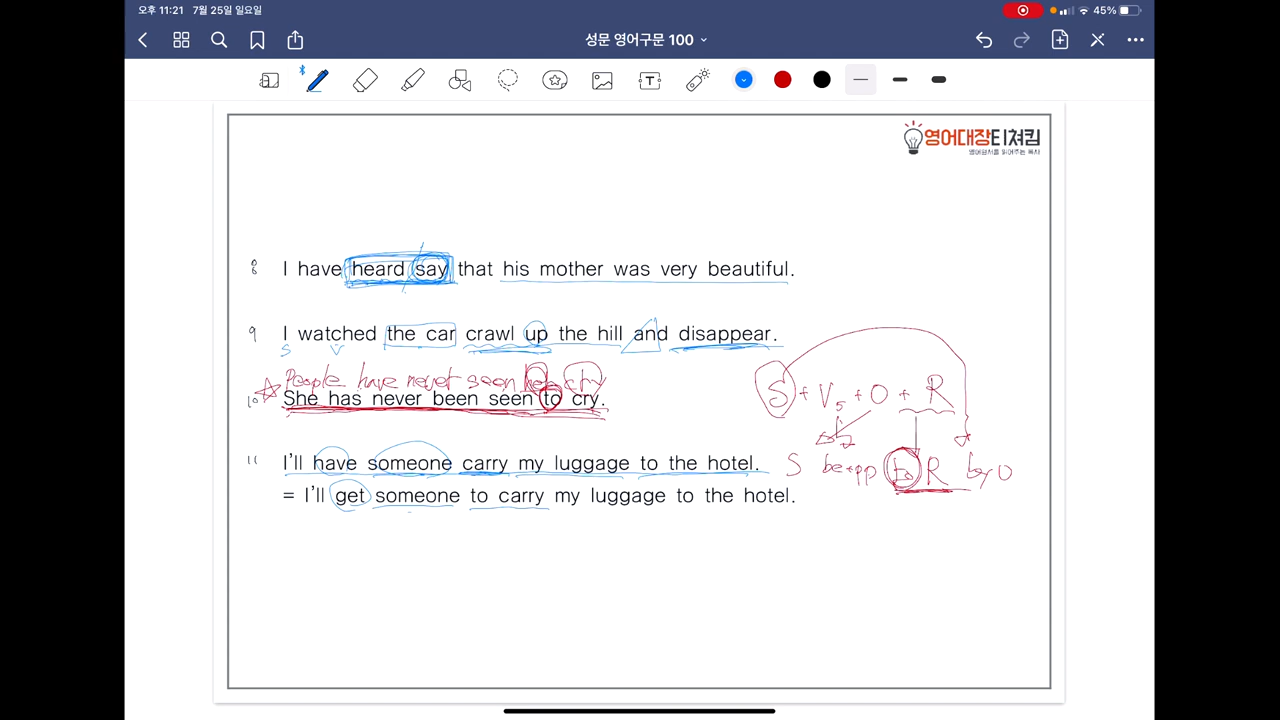 오후 11:21 7월 25일 일요일
45%
성문 영어구문 100
영어대장티쳐킴
8 I have heard say that his mother was very beautiful.
9 I watched the car crawl up the hill and disappear.
S V
People have never seen her cry
10 She has never been seen to cry.
S + V5 + O + R
11 I'll have someone carry my luggage to the hotel.
S be+pp to R by O
= I'll get someone to carry my luggage to the hotel.